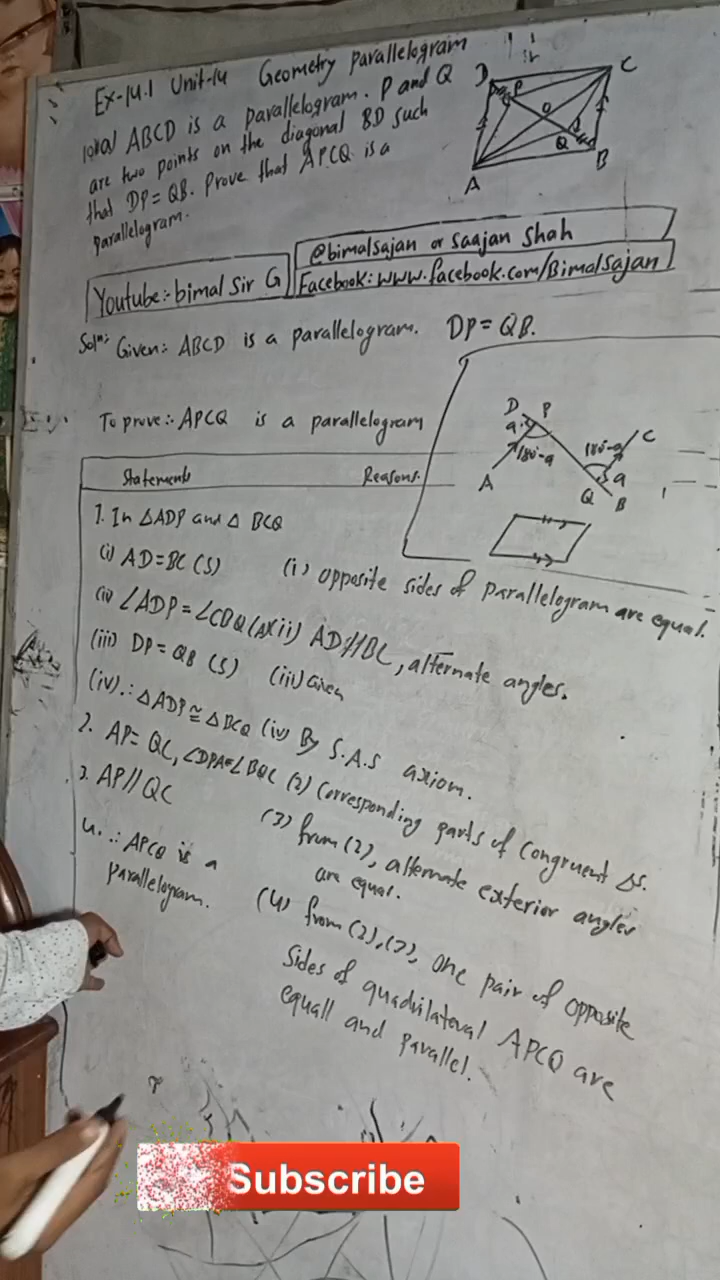 Ex-14.1 Unit-14 Geometry parallelogram
10(a) ABCD is a parallelogram. P and Q
are two points on the diagonal BD such
that DP=QB. Prove that APCQ is a
parallelogram.
D P C
O
Q B
A
Youtube:- bimal Sir G
@bimalsajan or Saajan Shah
Facebook: www.facebook.com/Bimalsajan
Solⁿ: Given:- ABCD is a parallelogram. DP=QB.
To prove:- APCQ is a parallelogram
D P
a
180°-a
A
180°-a
C
a
Q B
Statements Reasons.
1. In ΔADP and Δ BCQ
(i) AD=BC (S) (i) opposite sides of parallelogram are equal.
(ii) ∠ADP=∠CBQ (A) (ii) AD//BC, alternate angles.
(iii) DP=QB (S) (iii) Given
(iv) ∴ ΔADP≅ΔBCQ (iv) By S.A.S axiom.
2. AP=QC, ∠DPA=∠BQC (2) Corresponding parts of congruent Δs.
3. AP//QC (3) from (2), alternate exterior angles
are equal.
4. ∴ APCQ is a
parallelogram.
(4) from (2),(3), one pair of opposite
sides of quadrilateral APCQ are
equall and parallel.
Subscribe